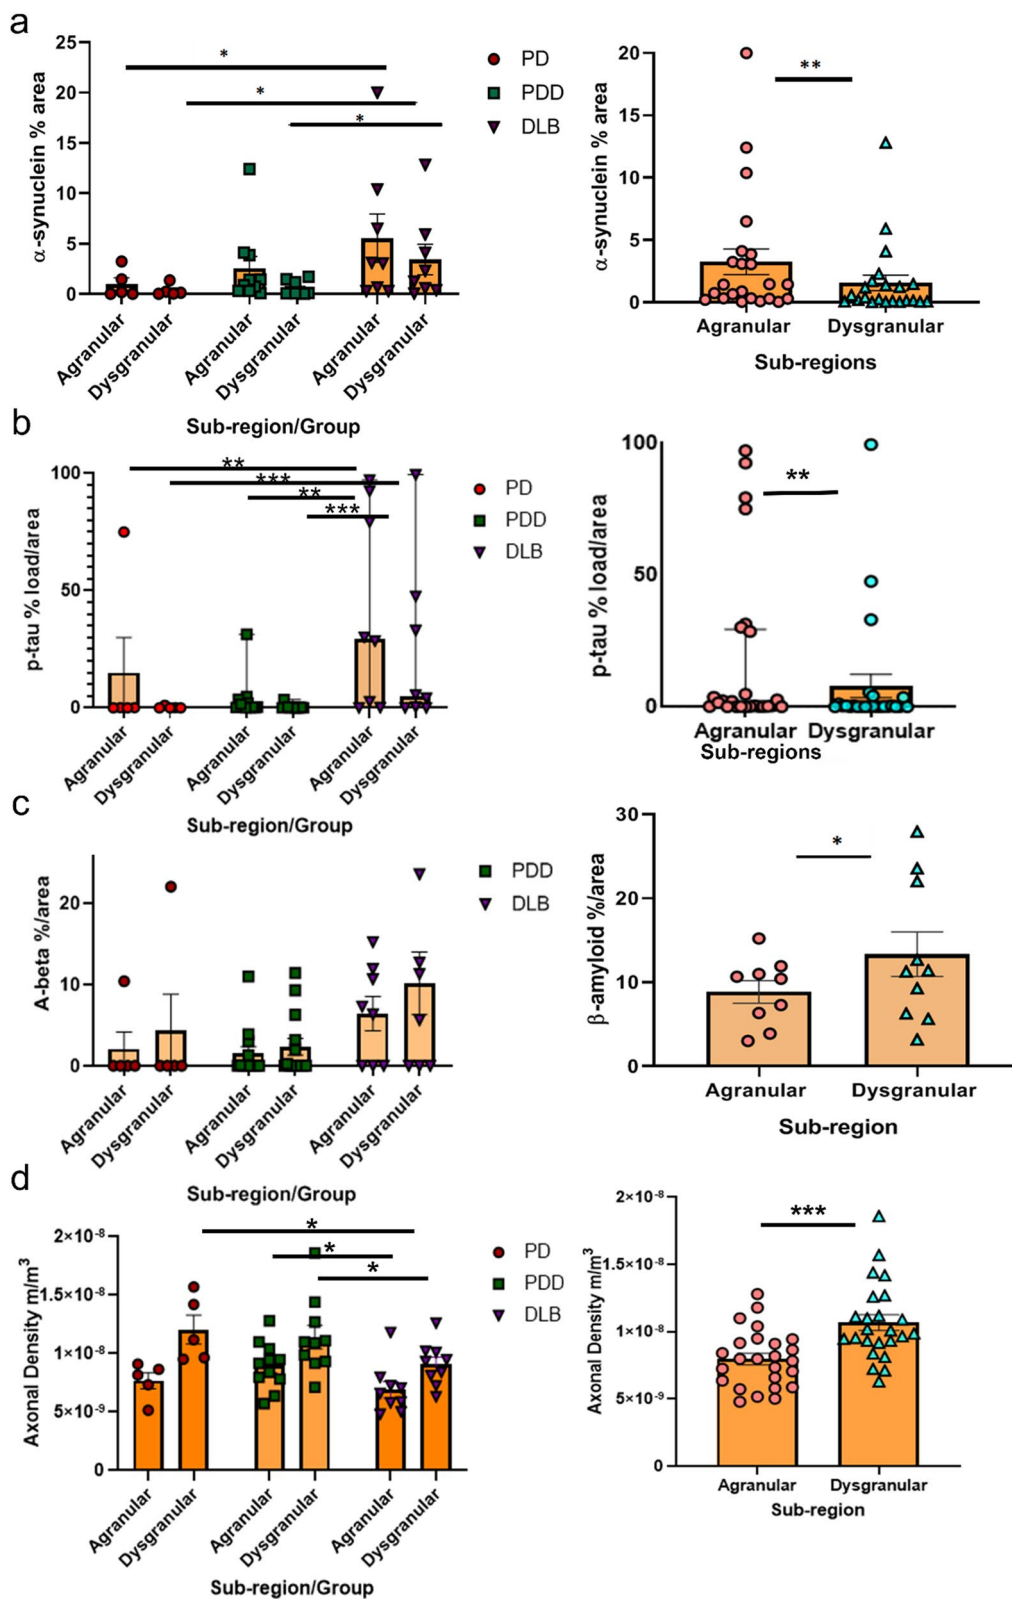 a
25
20
15
10
5
0
α-synuclein % area
*
*
*
PD
PDD
DLB
Agranular
Dysgranular
Agranular
Dysgranular
Agranular
Dysgranular
Sub-region/Group
20
15
10
5
0
α-synuclein % area
**
Agranular
Dysgranular
Sub-regions
b
100
50
0
p-tau % load/area
**
***
**
***
PD
PDD
DLB
Agranular
Dysgranular
Agranular
Dysgranular
Agranular
Dysgranular
Sub-region/Group
100
50
0
p-tau % load/area
**
Agranular
Dysgranular
Sub-regions
c
20
10
0
A-beta %/area
PDD
DLB
Agranular
Dysgranular
Agranular
Dysgranular
Agranular
Dysgranular
Sub-region/Group
30
20
10
0
β-amyloid %/area
*
Agranular
Dysgranular
Sub-region
d
2×10⁻⁸
1.5×10⁻⁸
1×10⁻⁸
5×10⁻⁹
0
Axonal Density m/m³
*
*
*
PD
PDD
DLB
Agranular
Dysgranular
Agranular
Dysgranular
Agranular
Dysgranular
Sub-region/Group
2×10⁻⁸
1.5×10⁻⁸
1×10⁻⁸
5×10⁻⁹
0
Axonal Density m/m³
***
Agranular
Dysgranular
Sub-region